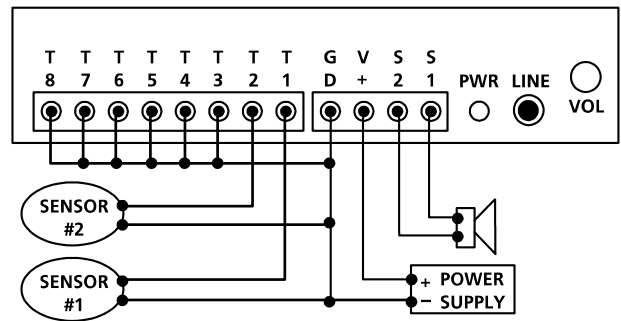 T T T T T T T T G V S S
8 7 6 5 4 3 2 1 D + 2 1
PWR LINE
VOL
SENSOR
#2
SENSOR
#1
+ POWER
− SUPPLY